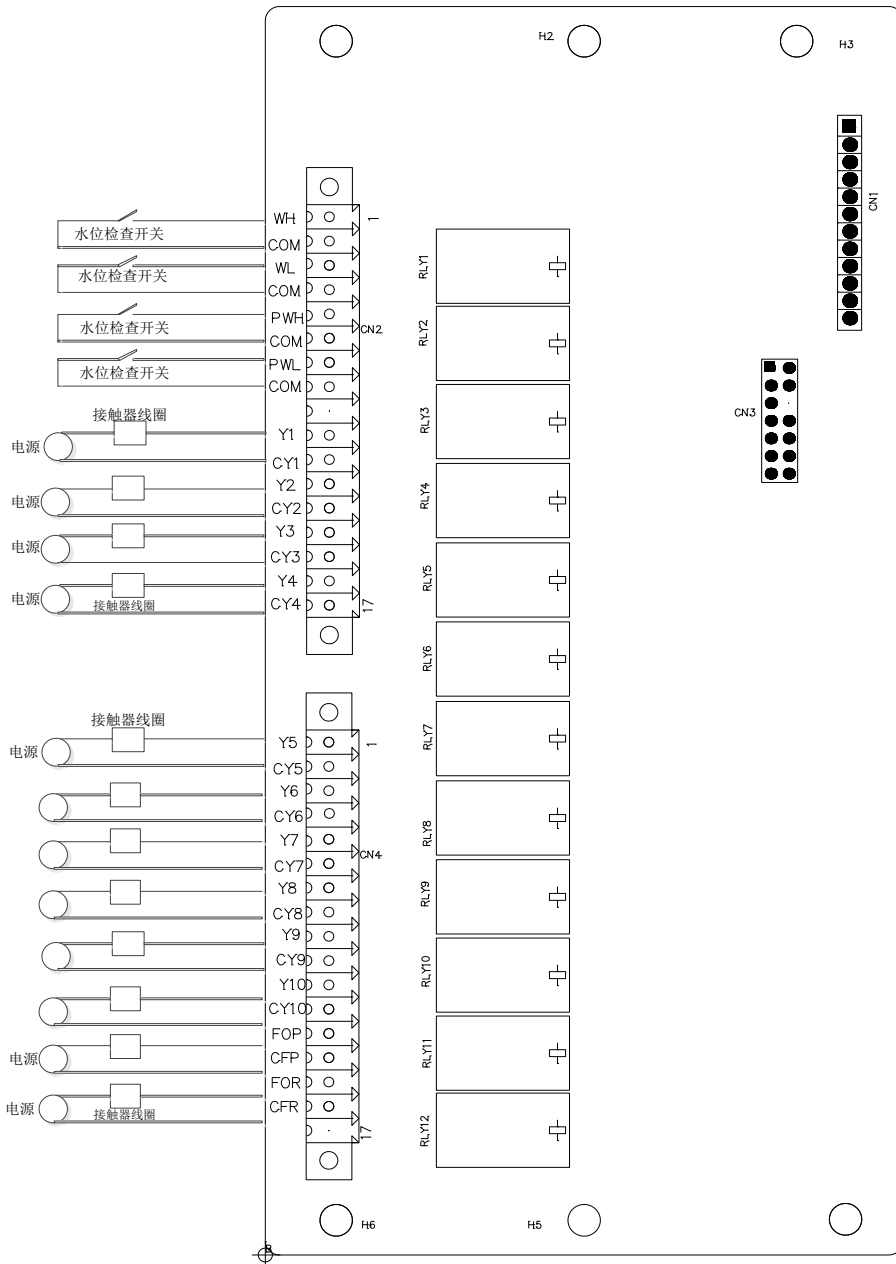 H2
H3
CN1
WH
水位检查开关
COM
WL
水位检查开关
COM
PWH
水位检查开关
COM
PWL
水位检查开关
COM
1
CN2
17
接触器线圈
电源
Y1
CY1
电源
Y2
CY2
电源
Y3
CY3
电源
Y4
接触器线圈
CY4
RLY1
RLY2
RLY3
RLY4
RLY5
RLY6
RLY7
RLY8
RLY9
RLY10
RLY11
RLY12
CN3
接触器线圈
电源
Y5
CY5
Y6
CY6
Y7
CY7
Y8
CY8
Y9
CY9
Y10
CY10
FOP
电源
CFP
FOR
电源
接触器线圈
CFR
1
CN4
17
H6
H5